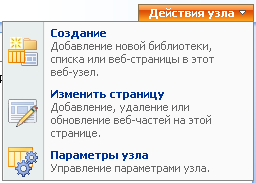 Действия узла
Создание
Добавление новой библиотеки,
списка или веб-страницы в этот
веб-узел.
Изменить страницу
Добавление, удаление или
обновление веб-частей на этой
странице.
Параметры узла
Управление параметрами узла.